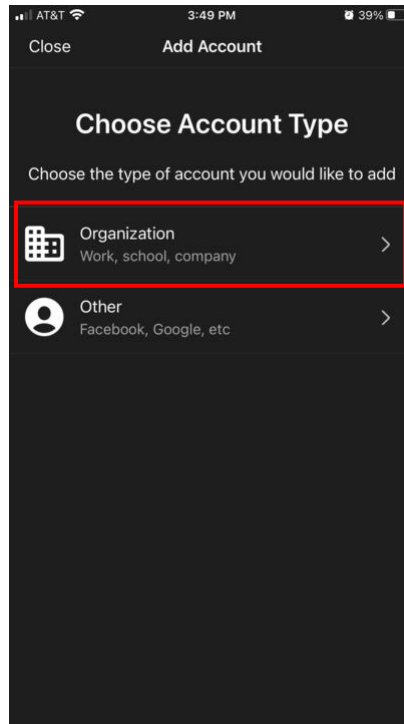 AT&T 3:49 PM 39%
Close Add Account
Choose Account Type
Choose the type of account you would like to add
Organization
Work, school, company
Other
Facebook, Google, etc